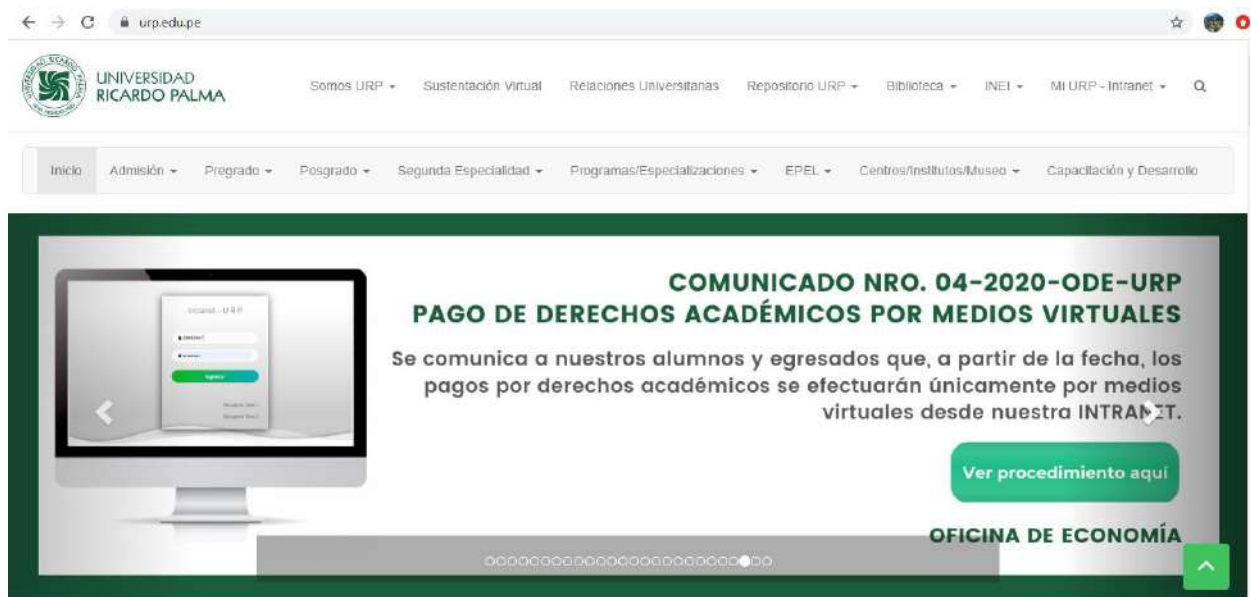 urp.edu.pe
UNIVERSIDAD
RICARDO PALMA
Somos URP Sustentación Virtual Relaciones Universitarias Repositorio URP Biblioteca INEI Mi URP - Intranet
Inicio Admisión Pregrado Posgrado Segunda Especialidad Programas/Especializaciones EPEL Centros/Institutos/Museo Capacitación y Desarrollo
Intranet - U R P
Ingresar
COMUNICADO NRO. 04-2020-ODE-URP
PAGO DE DERECHOS ACADÉMICOS POR MEDIOS VIRTUALES
Se comunica a nuestros alumnos y egresados que, a partir de la fecha, los
pagos por derechos académicos se efectuarán únicamente por medios
virtuales desde nuestra INTRANET.
Ver procedimiento aquí
OFICINA DE ECONOMÍA